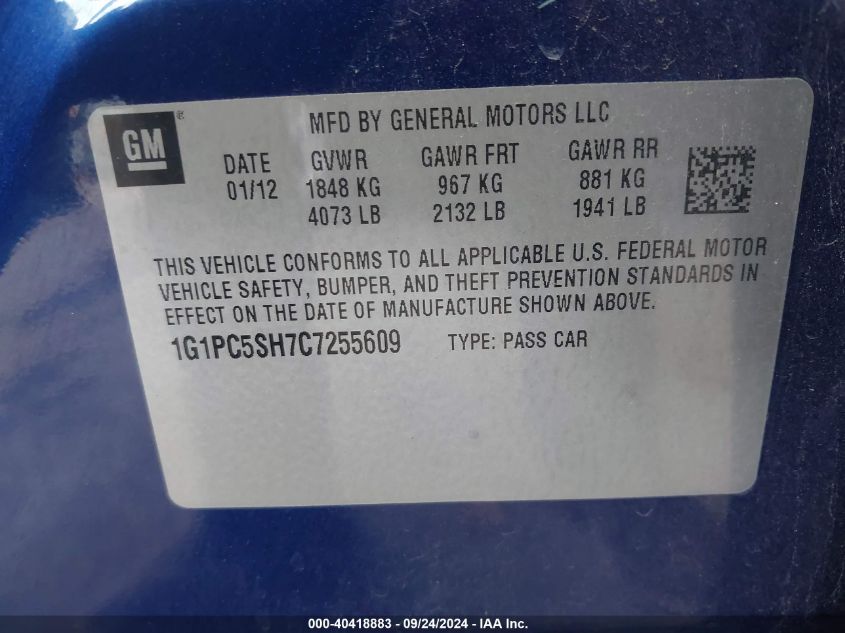 GM®
MFD BY GENERAL MOTORS LLC
DATE GVWR GAWR FRT GAWR RR
01/12 1848 KG 967 KG 881 KG
4073 LB 2132 LB 1941 LB
THIS VEHICLE CONFORMS TO ALL APPLICABLE U.S. FEDERAL MOTOR
VEHICLE SAFETY, BUMPER, AND THEFT PREVENTION STANDARDS IN
EFFECT ON THE DATE OF MANUFACTURE SHOWN ABOVE.
1G1PC5SH7C7255609 TYPE: PASS CAR
000-40418883 - 09/24/2024 - IAA Inc.